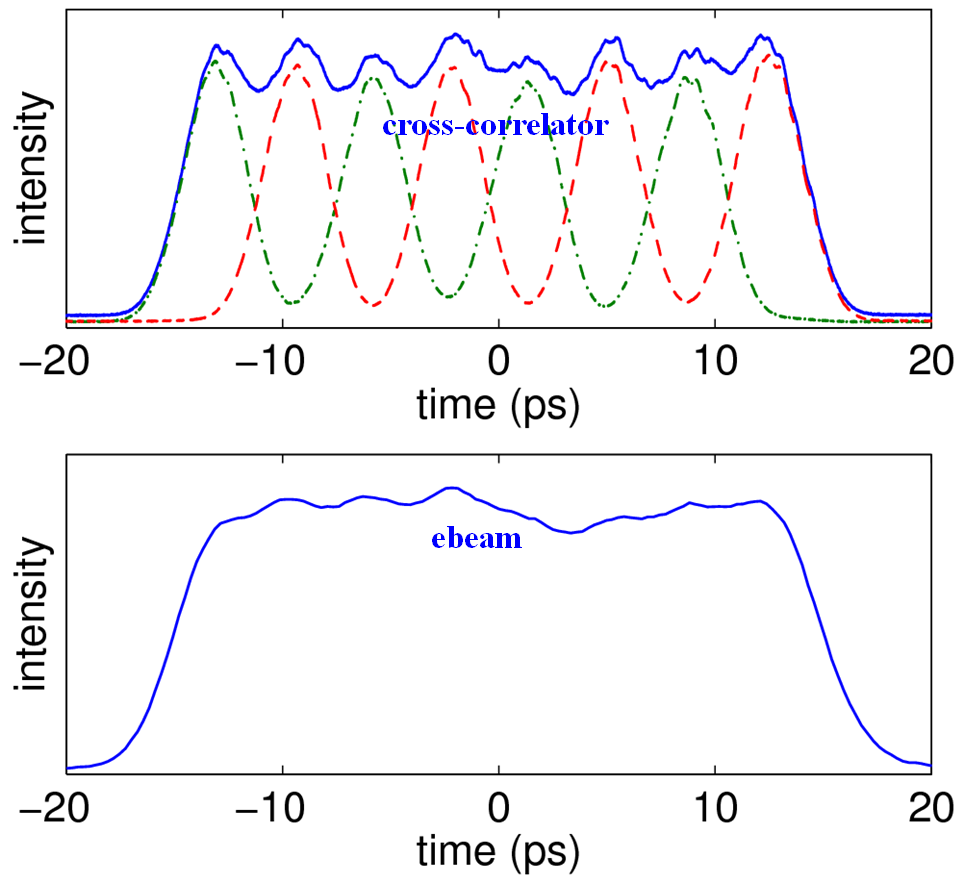 intensity
cross-correlator
−20 −10 0 10 20
time (ps)
intensity
ebeam
−20 −10 0 10 20
time (ps)